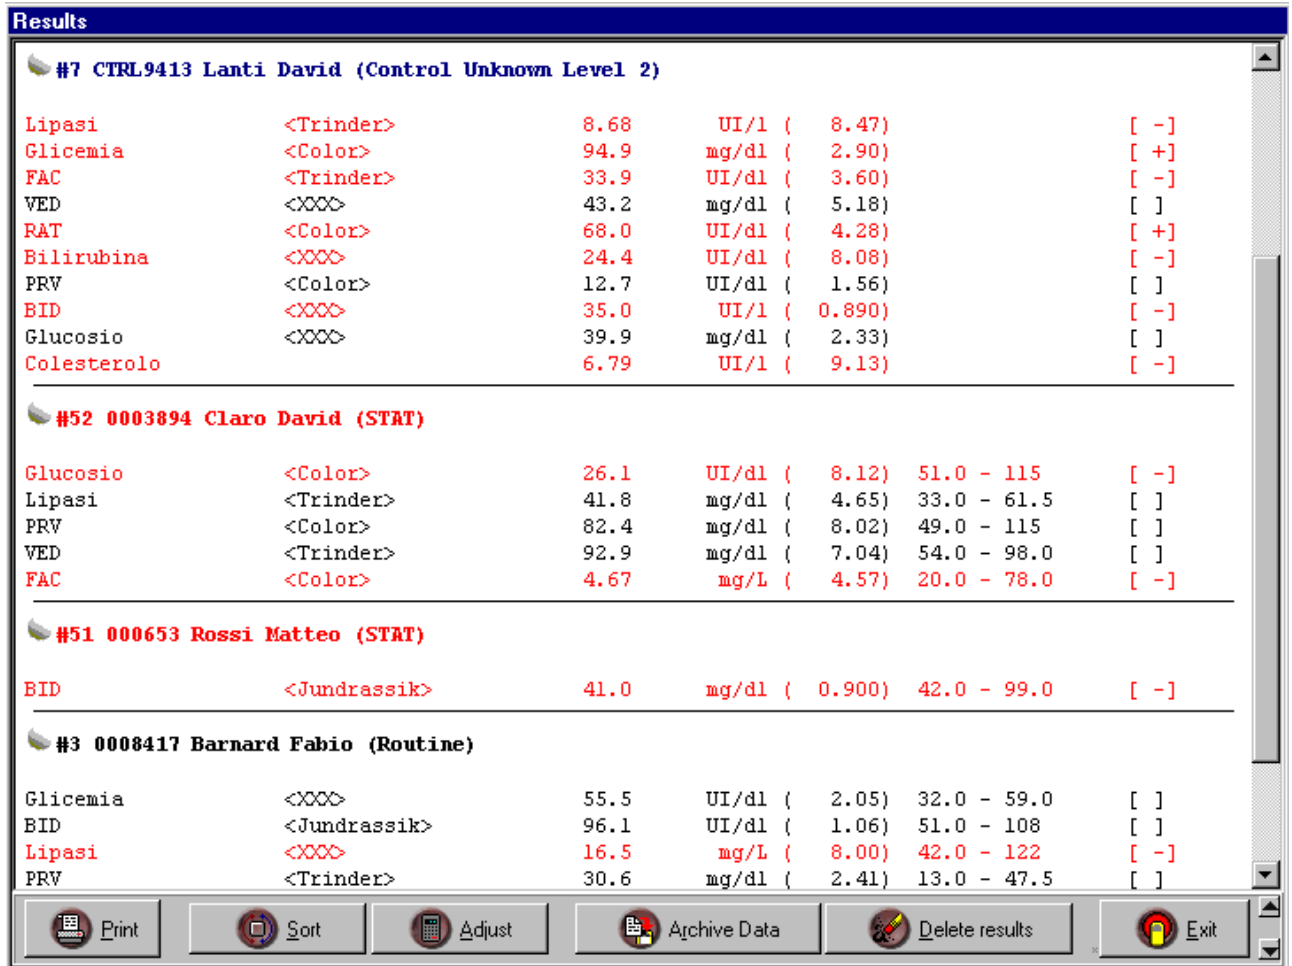 Results
#7 CTRL9413 Lanti David (Control Unknown Level 2)
Lipasi <Trinder> 8.68 UI/l ( 8.47) [ -]
Glicemia <Color> 94.9 mg/dl ( 2.90) [ +]
FAC <Trinder> 33.9 UI/dl ( 3.60) [ -]
VED <XXX> 43.2 mg/dl ( 5.18) [ ]
RAT <Color> 68.0 UI/dl ( 4.28) [ +]
Bilirubina <XXX> 24.4 UI/dl ( 8.08) [ -]
PRV <Color> 12.7 UI/dl ( 1.56) [ ]
BID <XXX> 35.0 UI/l ( 0.890) [ -]
Glucosio <XXX> 39.9 mg/dl ( 2.33) [ ]
Colesterolo 6.79 UI/l ( 9.13) [ -]
#52 0003894 Claro David (STAT)
Glucosio <Color> 26.1 UI/dl ( 8.12) 51.0 - 115 [ -]
Lipasi <Trinder> 41.8 mg/dl ( 4.65) 33.0 - 61.5 [ ]
PRV <Color> 82.4 mg/dl ( 8.02) 49.0 - 115 [ ]
VED <Trinder> 92.9 mg/dl ( 7.04) 54.0 - 98.0 [ ]
FAC <Color> 4.67 mg/L ( 4.57) 20.0 - 78.0 [ -]
#51 000653 Rossi Matteo (STAT)
BID <Jundrassik> 41.0 mg/dl ( 0.900) 42.0 - 99.0 [ -]
#3 0008417 Barnard Fabio (Routine)
Glicemia <XXX> 55.5 UI/dl ( 2.05) 32.0 - 59.0 [ ]
BID <Jundrassik> 96.1 UI/dl ( 1.06) 51.0 - 108 [ ]
Lipasi <XXX> 16.5 mg/L ( 8.00) 42.0 - 122 [ -]
PRV <Trinder> 30.6 mg/dl ( 2.41) 13.0 - 47.5 [ ]
Print Sort Adjust Archive Data Delete results Exit